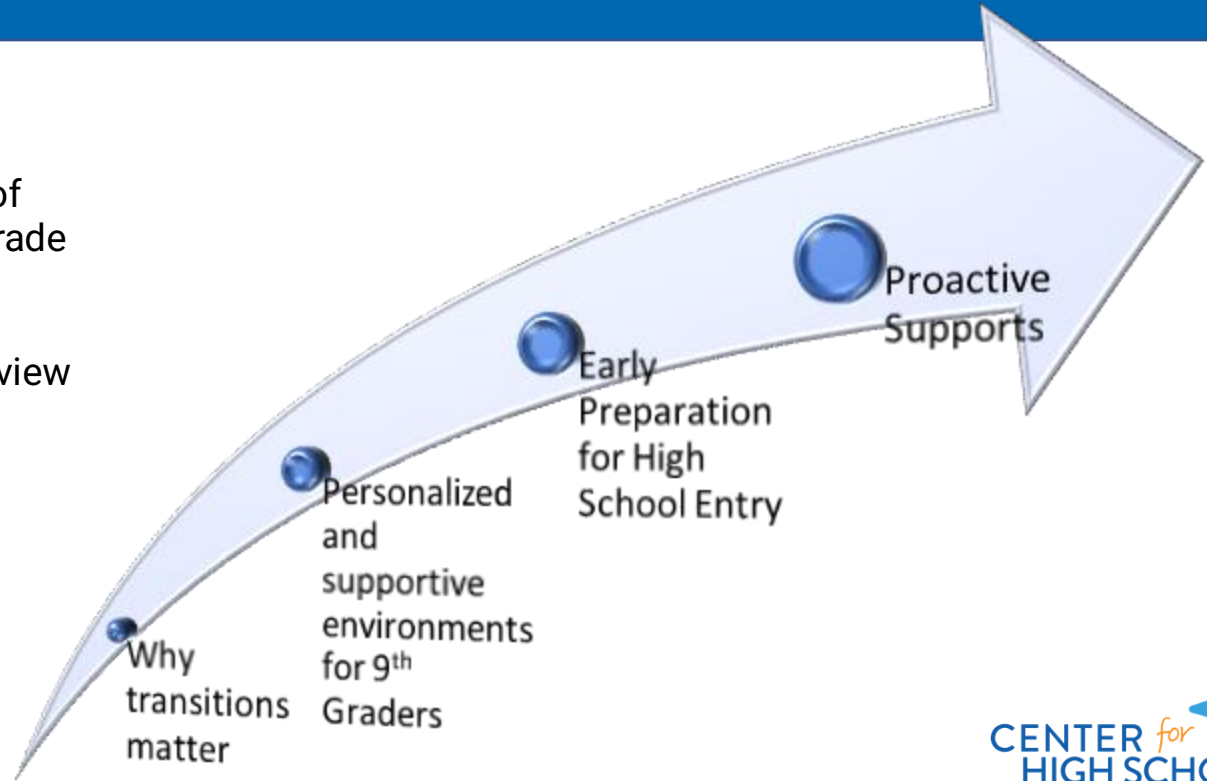 of
rade
view
Proactive
Supports
Early
Preparation
for High
School Entry
Personalized
and
supportive
environments
for 9th
Graders
Why
transitions
matter
CENTER for
HIGH SCHO